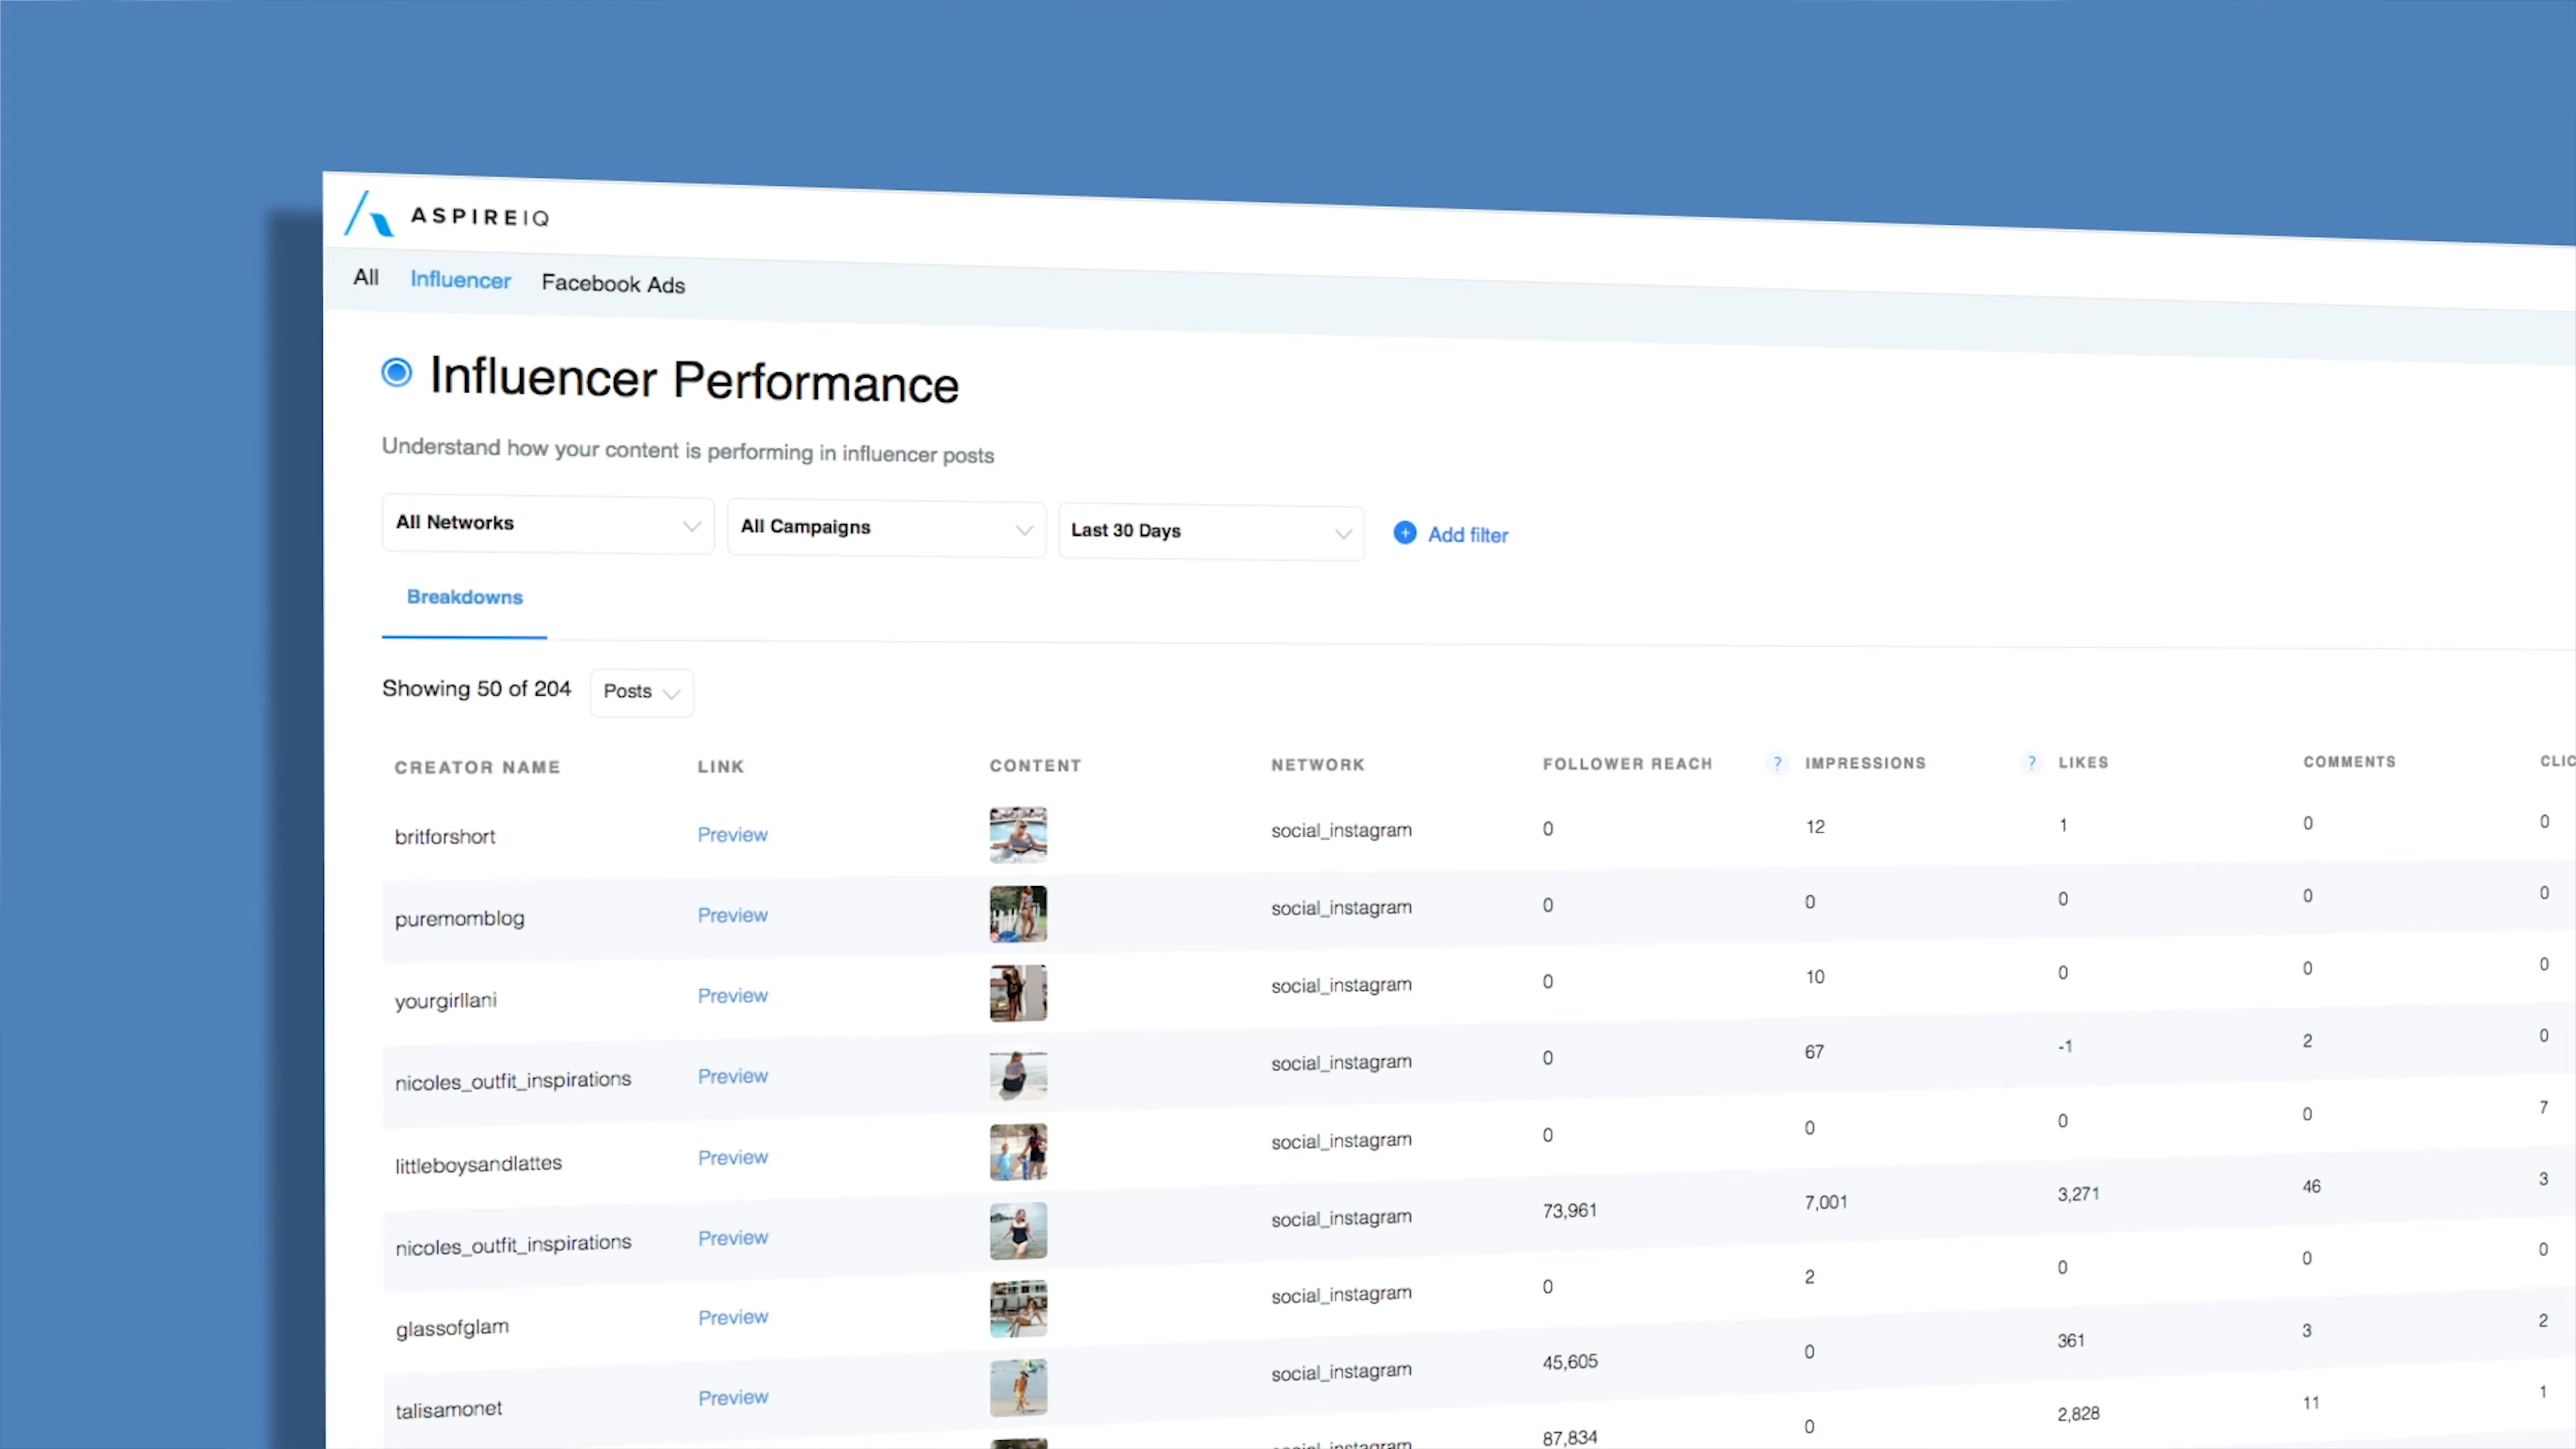 ASPIREIQ
All Influencer Facebook Ads
Influencer Performance
Understand how your content is performing in influencer posts
All Networks All Campaigns Last 30 Days + Add filter
Breakdowns
Showing 50 of 204 Posts
CREATOR NAME LINK CONTENT NETWORK FOLLOWER REACH ? IMPRESSIONS ? LIKES COMMENTS
britforshort Preview social_instagram 0 12 1 0 0
puremomblog Preview social_instagram 0 0 0 0 0
yourgirllani Preview social_instagram 0 10 0 0 0
nicoles_outfit_inspirations Preview social_instagram 0 67 -1 2 0
littleboysandlattes Preview social_instagram 0 0 0 0 7
nicoles_outfit_inspirations Preview social_instagram 73,961 7,001 3,271 46 3
glassofglam Preview social_instagram 0 2 0 0 0
talisamonet Preview social_instagram 45,605 0 361 3 2
87,834 0 2,828 11 1